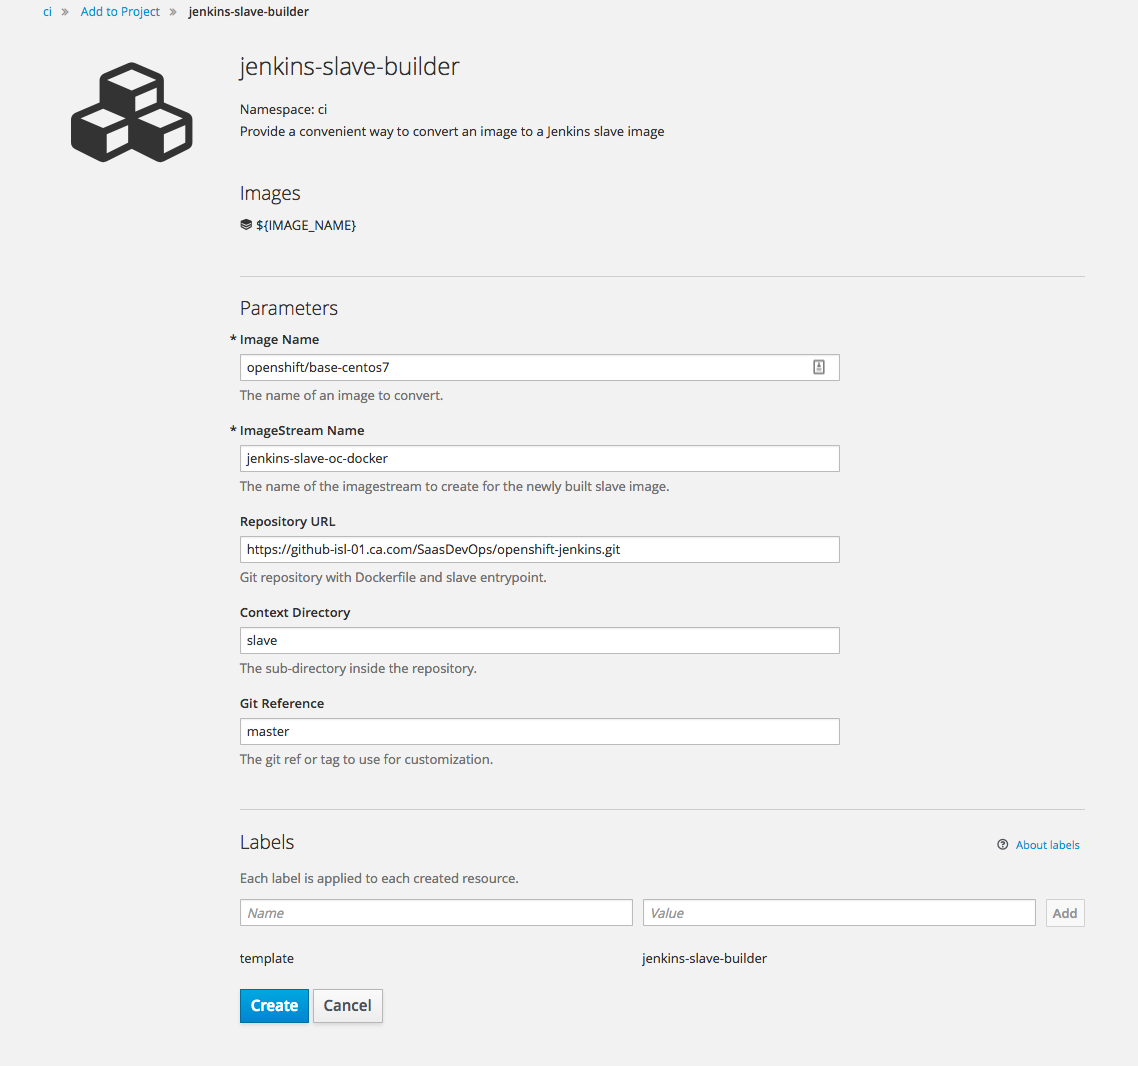 ci » Add to Project » jenkins-slave-builder
jenkins-slave-builder
Namespace: ci
Provide a convenient way to convert an image to a Jenkins slave image
Images
${IMAGE_NAME}
Parameters
* Image Name
openshift/base-centos7
The name of an image to convert.
* ImageStream Name
jenkins-slave-oc-docker
The name of the imagestream to create for the newly built slave image.
Repository URL
https://github-isl-01.ca.com/SaasDevOps/openshift-jenkins.git
Git repository with Dockerfile and slave entrypoint.
Context Directory
slave
The sub-directory inside the repository.
Git Reference
master
The git ref or tag to use for customization.
Labels
About labels
Each label is applied to each created resource.
Name Value Add
template jenkins-slave-builder
Create Cancel